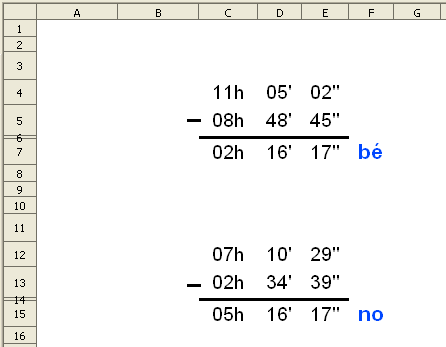 A B C D E F G
1
2
3
4 11h 05' 02"
5 – 08h 48' 45"
6
7 02h 16' 17" bé
8
9
10
11
12 07h 10' 29"
13 – 02h 34' 39"
14
15 05h 16' 17" no
16